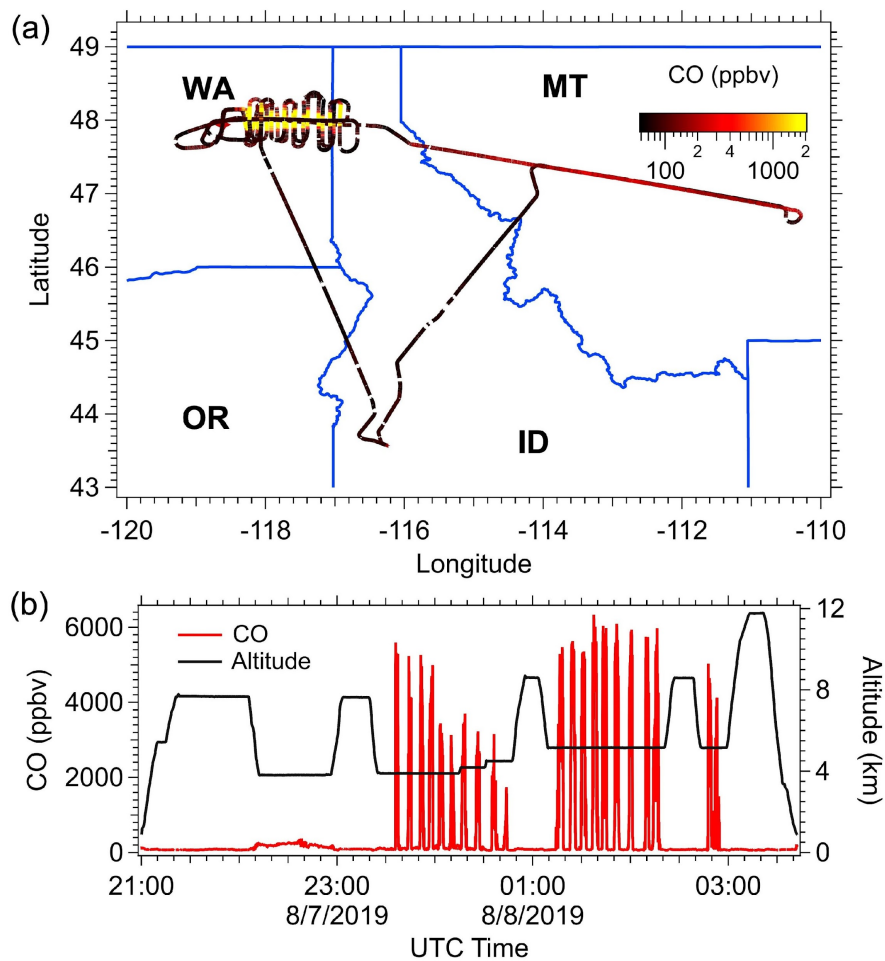 (a)
49
48
47
46
45
44
43
Latitude
WA
MT
OR
ID
CO (ppbv)
100 2 4 1000 2
-120 -118 -116 -114 -112 -110
Longitude
(b)
6000
4000
2000
0
CO (ppbv)
CO
Altitude
12
8
4
0
Altitude (km)
21:00 23:00 01:00 03:00
8/7/2019 8/8/2019
UTC Time